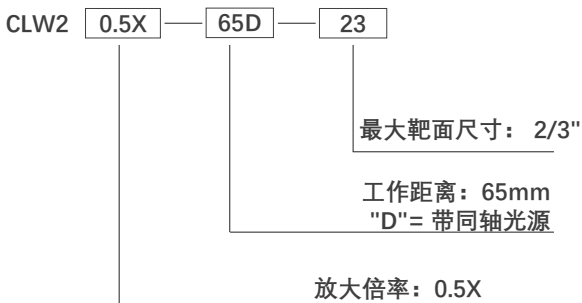 CLW2 0.5X — 65D — 23
最大靶面尺寸： 2/3"
工作距离：65mm
"D"= 带同轴光源
放大倍率：0.5X